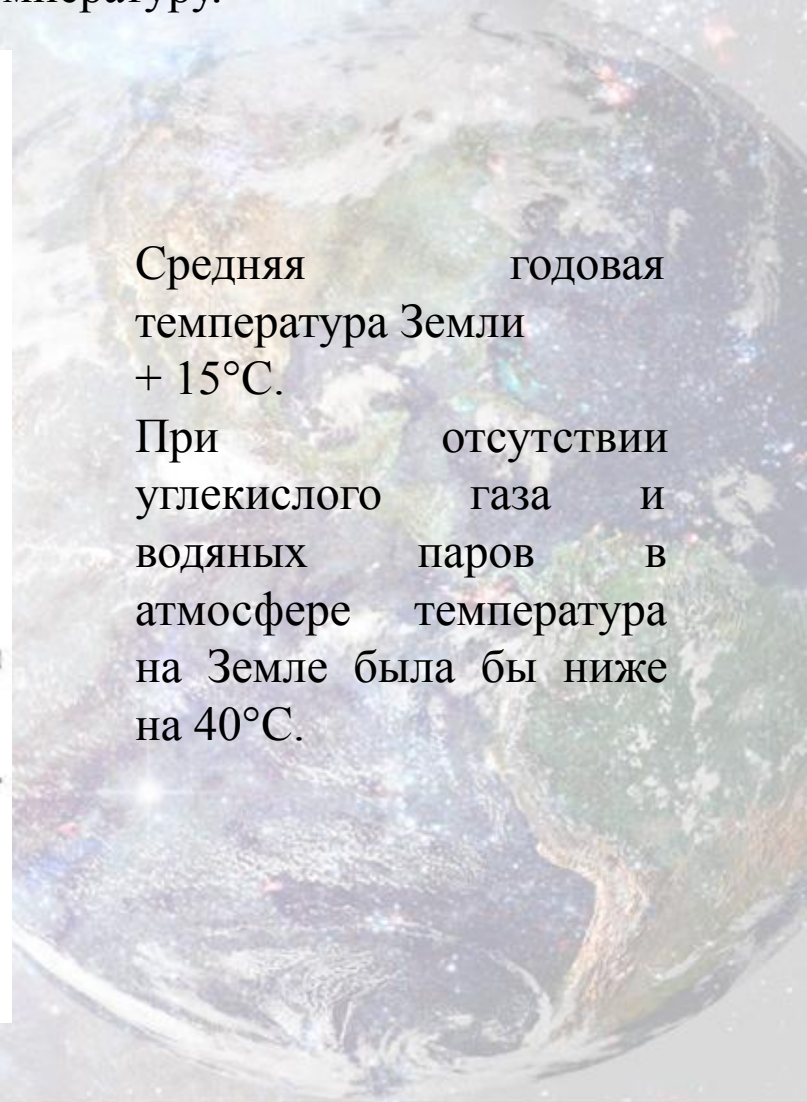 Средняя годовая
температура Земли
+ 15°C.
При отсутствии
углекислого газа и
водяных паров в
атмосфере температура
на Земле была бы ниже
на 40°C.